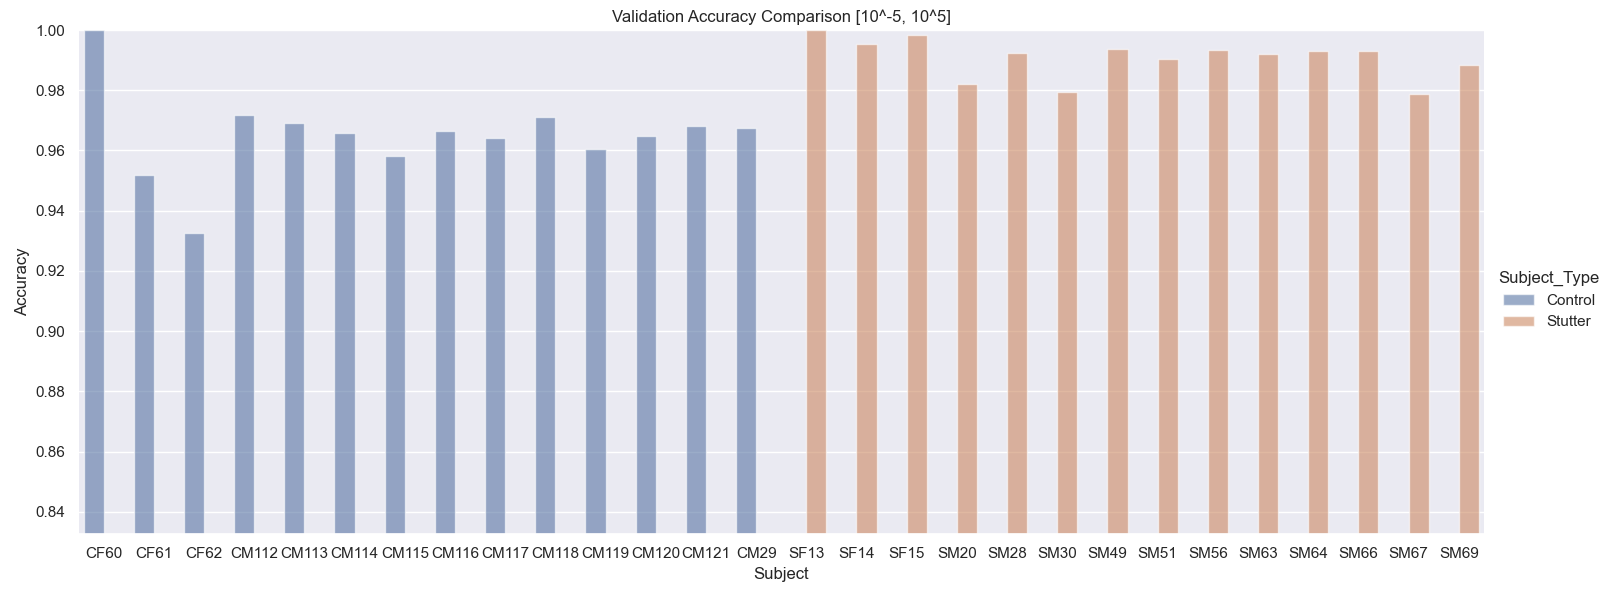 Validation Accuracy Comparison [10^-5, 10^5]
1.00
0.98
0.96
0.94
0.92
0.90
0.88
0.86
0.84
Accuracy
CF60 CF61 CF62 CM112 CM113 CM114 CM115 CM116 CM117 CM118 CM119 CM120 CM121 CM29 SF13 SF14 SF15 SM20 SM28 SM30 SM49 SM51 SM56 SM63 SM64 SM66 SM67 SM69
Subject
Subject_Type
Control
Stutter